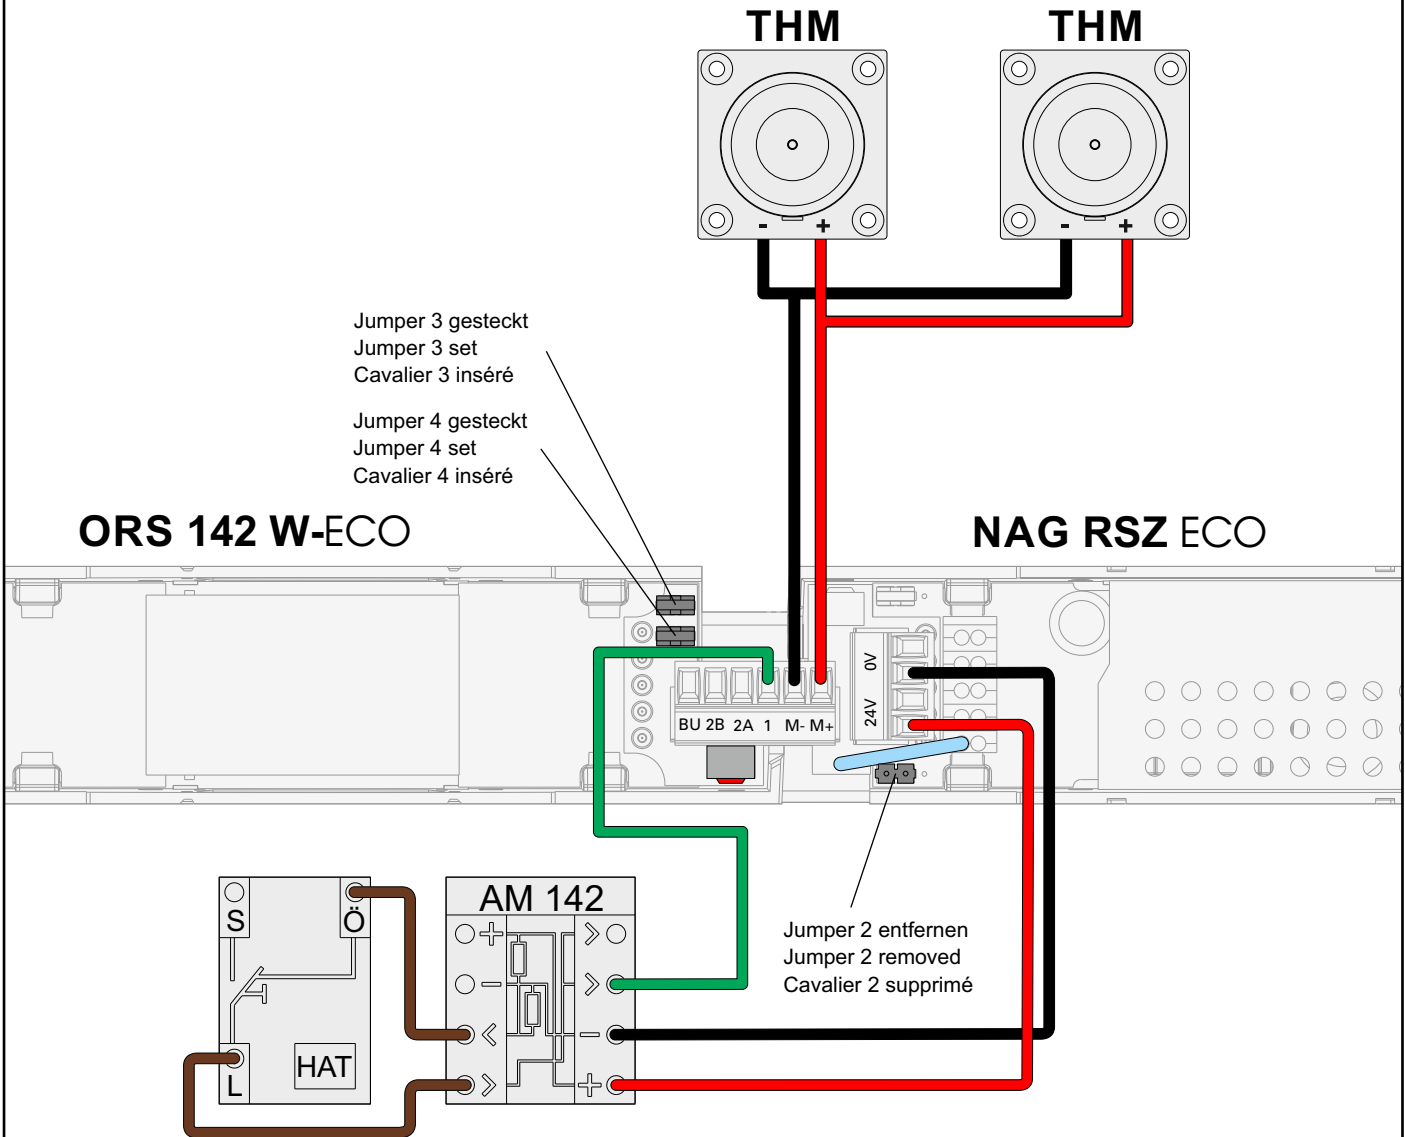 THM THM
- + - +
Jumper 3 gesteckt
Jumper 3 set
Cavalier 3 inséré
Jumper 4 gesteckt
Jumper 4 set
Cavalier 4 inséré
ORS 142 W-ECO
NAG RSZ ECO
0V
24V
BU 2B 2A 1 M- M+
S Ö
L HAT
AM 142
+ >
- >
< -
> +
Jumper 2 entfernen
Jumper 2 removed
Cavalier 2 supprimé